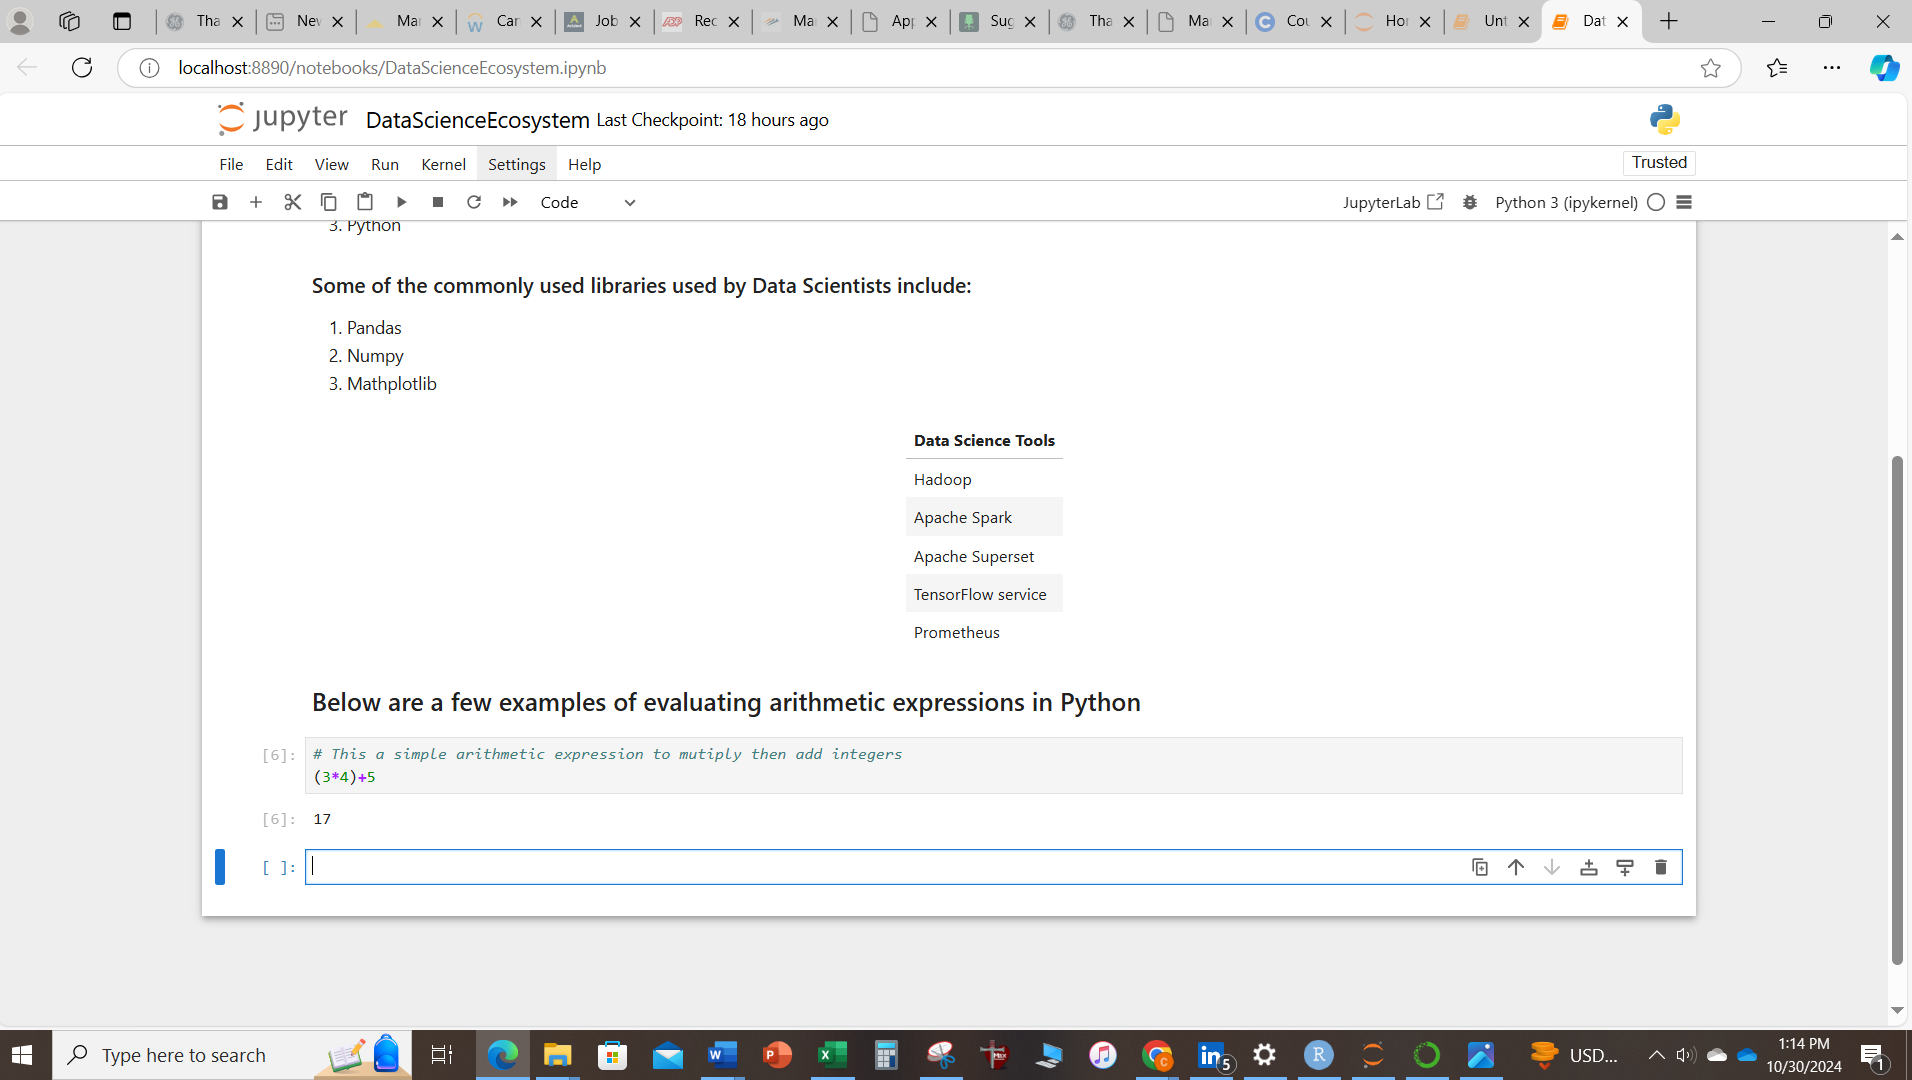 Tha
Nev
Mar
Car
Job
Rec
Mai
App
Sug
Tha
Mai
Cou
Hor
Unt
Dat
localhost:8890/notebooks/DataScienceEcosystem.ipynb
jupyter DataScienceEcosystem Last Checkpoint: 18 hours ago
File Edit View Run Kernel Settings Help Trusted
Code JupyterLab Python 3 (ipykernel)
3. Python
Some of the commonly used libraries used by Data Scientists include:
1. Pandas
2. Numpy
3. Mathplotlib
Data Science Tools
Hadoop
Apache Spark
Apache Superset
TensorFlow service
Prometheus
Below are a few examples of evaluating arithmetic expressions in Python
[6]: # This a simple arithmetic expression to mutiply then add integers
(3*4)+5
[6]: 17
[ ]:
Type here to search
5
USD...
1:14 PM
10/30/2024
1